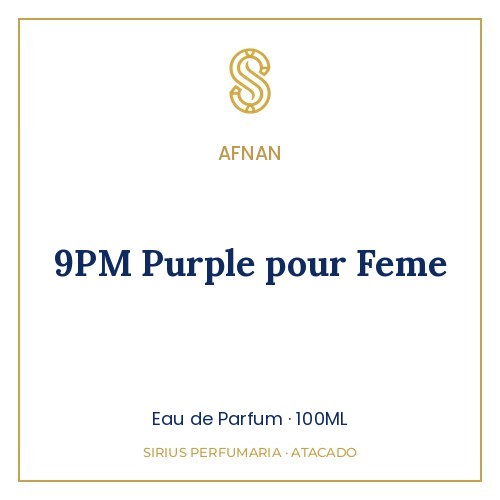 AFNAN
9PM Purple pour Feme
Eau de Parfum · 100ML
SIRIUS PERFUMARIA · ATACADO